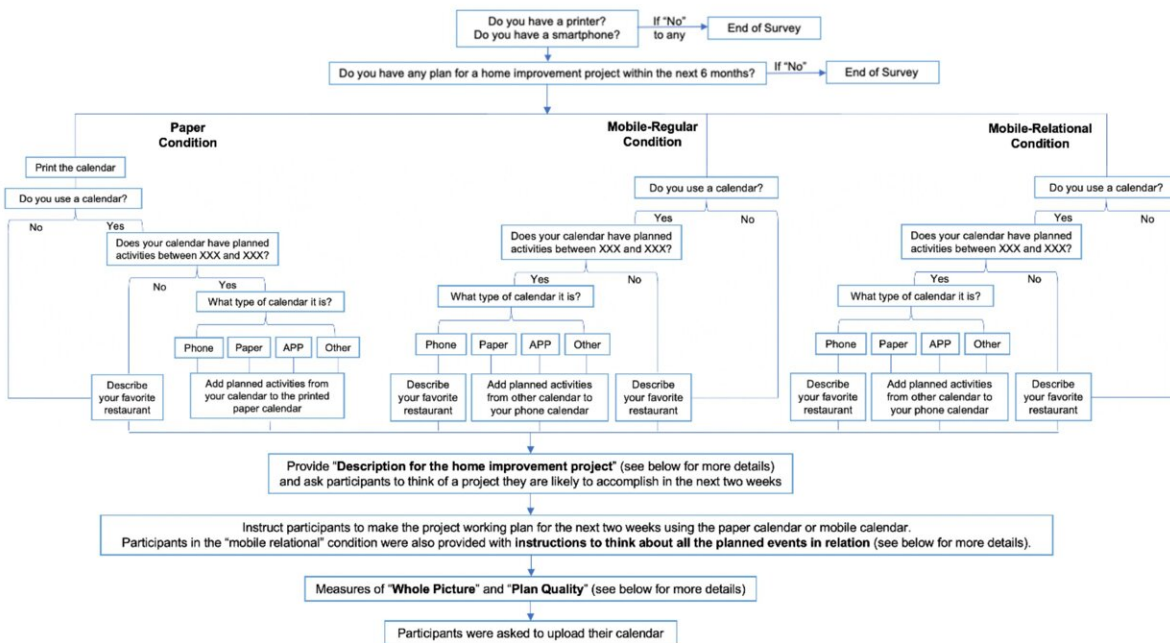 Do you have a printer?
Do you have a smartphone?
If “No”
to any
End of Survey
Do you have any plan for a home improvement project within the next 6 months?
If “No”
End of Survey
Paper
Condition
Print the calendar
Do you use a calendar?
No
Yes
Does your calendar have planned
activities between XXX and XXX?
No
Yes
What type of calendar it is?
Phone
Paper
APP
Other
Describe
your favorite
restaurant
Add planned activities from
your calendar to the printed
paper calendar
Mobile-Regular
Condition
Do you use a calendar?
Yes
No
Does your calendar have planned
activities between XXX and XXX?
Yes
No
What type of calendar it is?
Phone
Paper
APP
Other
Describe
your favorite
restaurant
Add planned activities
from other calendar to
your phone calendar
Describe
your favorite
restaurant
Mobile-Relational
Condition
Do you use a calendar?
Yes
No
Does your calendar have planned
activities between XXX and XXX?
Yes
No
What type of calendar it is?
Phone
Paper
APP
Other
Describe
your favorite
restaurant
Add planned activities
from other calendar to
your phone calendar
Describe
your favorite
restaurant
Provide “Description for the home improvement project” (see below for more details)
and ask participants to think of a project they are likely to accomplish in the next two weeks
Instruct participants to make the project working plan for the next two weeks using the paper calendar or mobile calendar.
Participants in the “mobile relational” condition were also provided with instructions to think about all the planned events in relation (see below for more details).
Measures of “Whole Picture” and “Plan Quality” (see below for more details)
Participants were asked to upload their calendar